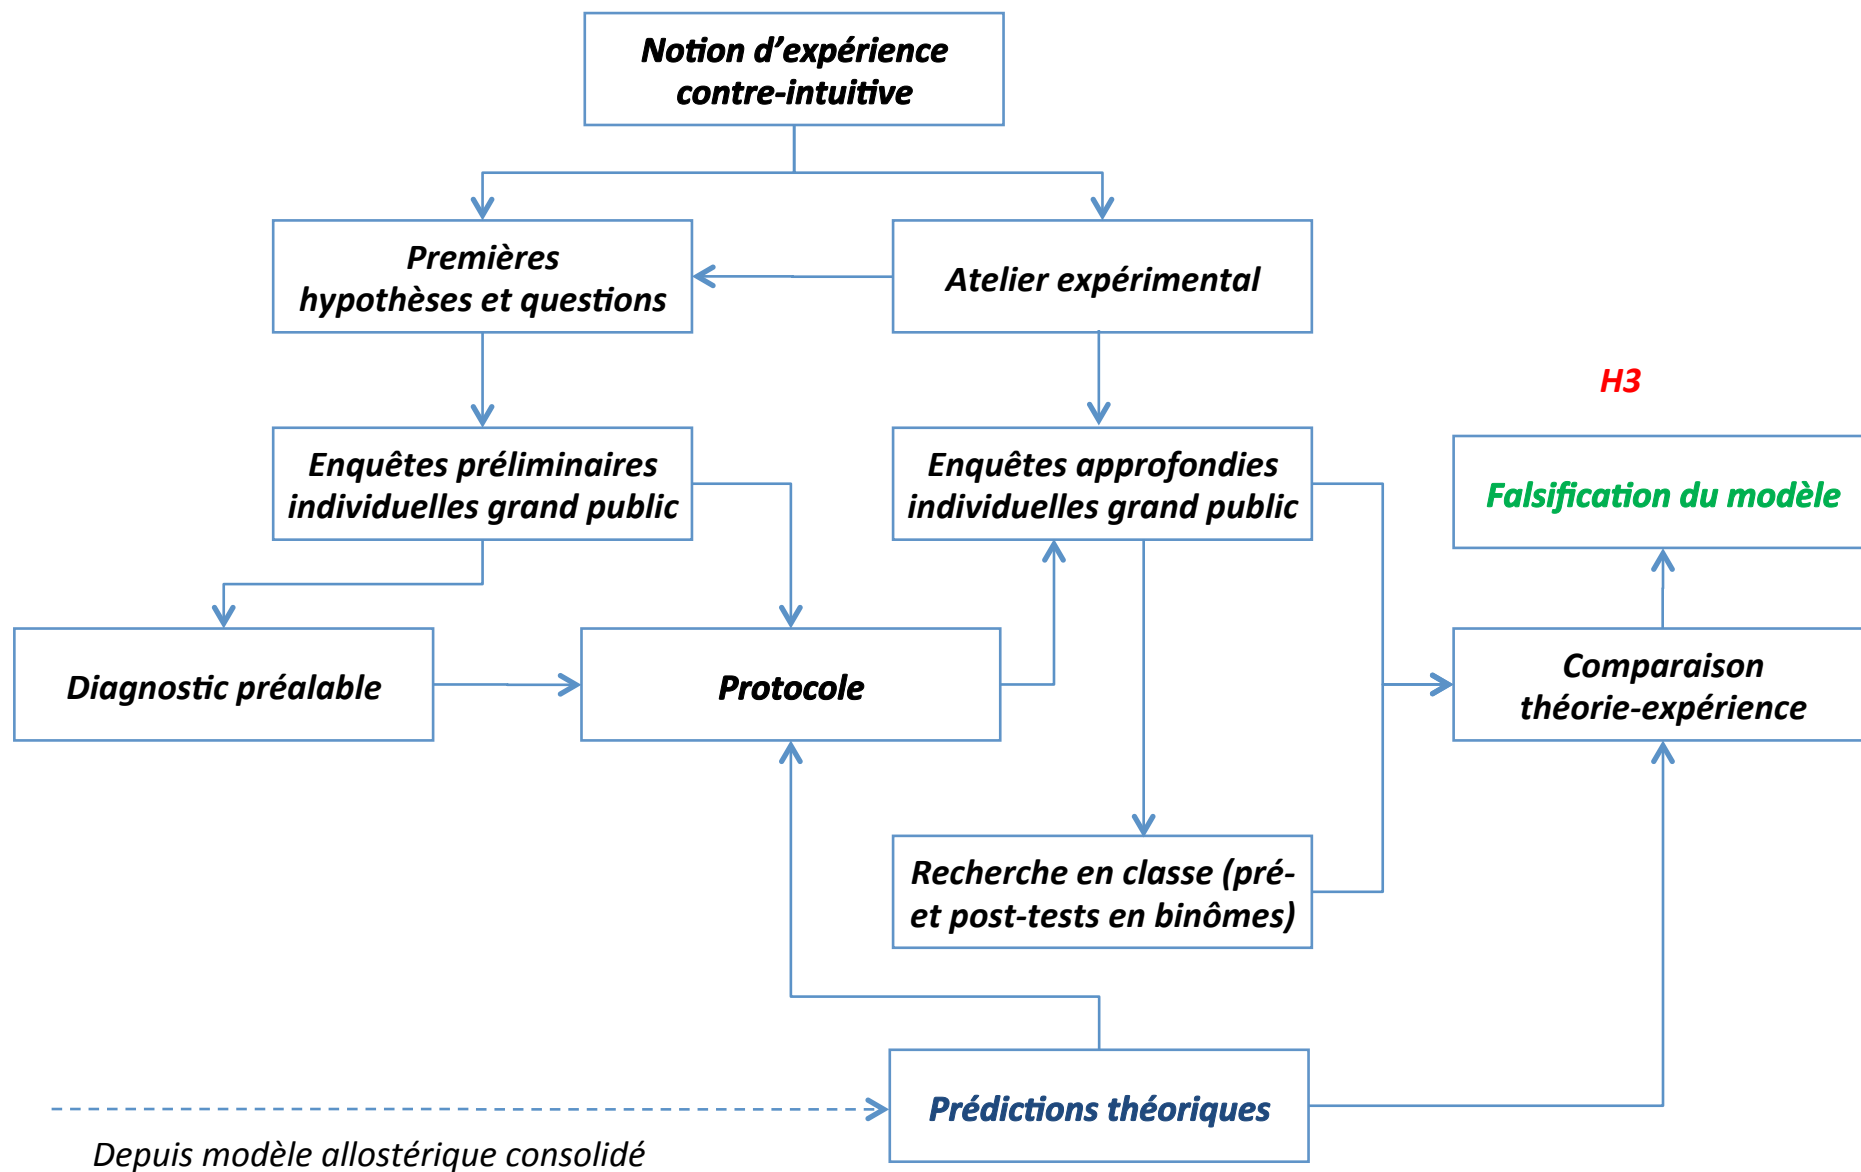 Notion d’expérience
contre-intuitive
Premières
hypothèses et questions
Atelier expérimental
H3
Enquêtes préliminaires
individuelles grand public
Enquêtes approfondies
individuelles grand public
Falsification du modèle
Diagnostic préalable
Protocole
Comparaison
théorie-expérience
Recherche en classe (pré-
et post-tests en binômes)
Prédictions théoriques
Depuis modèle allostérique consolidé